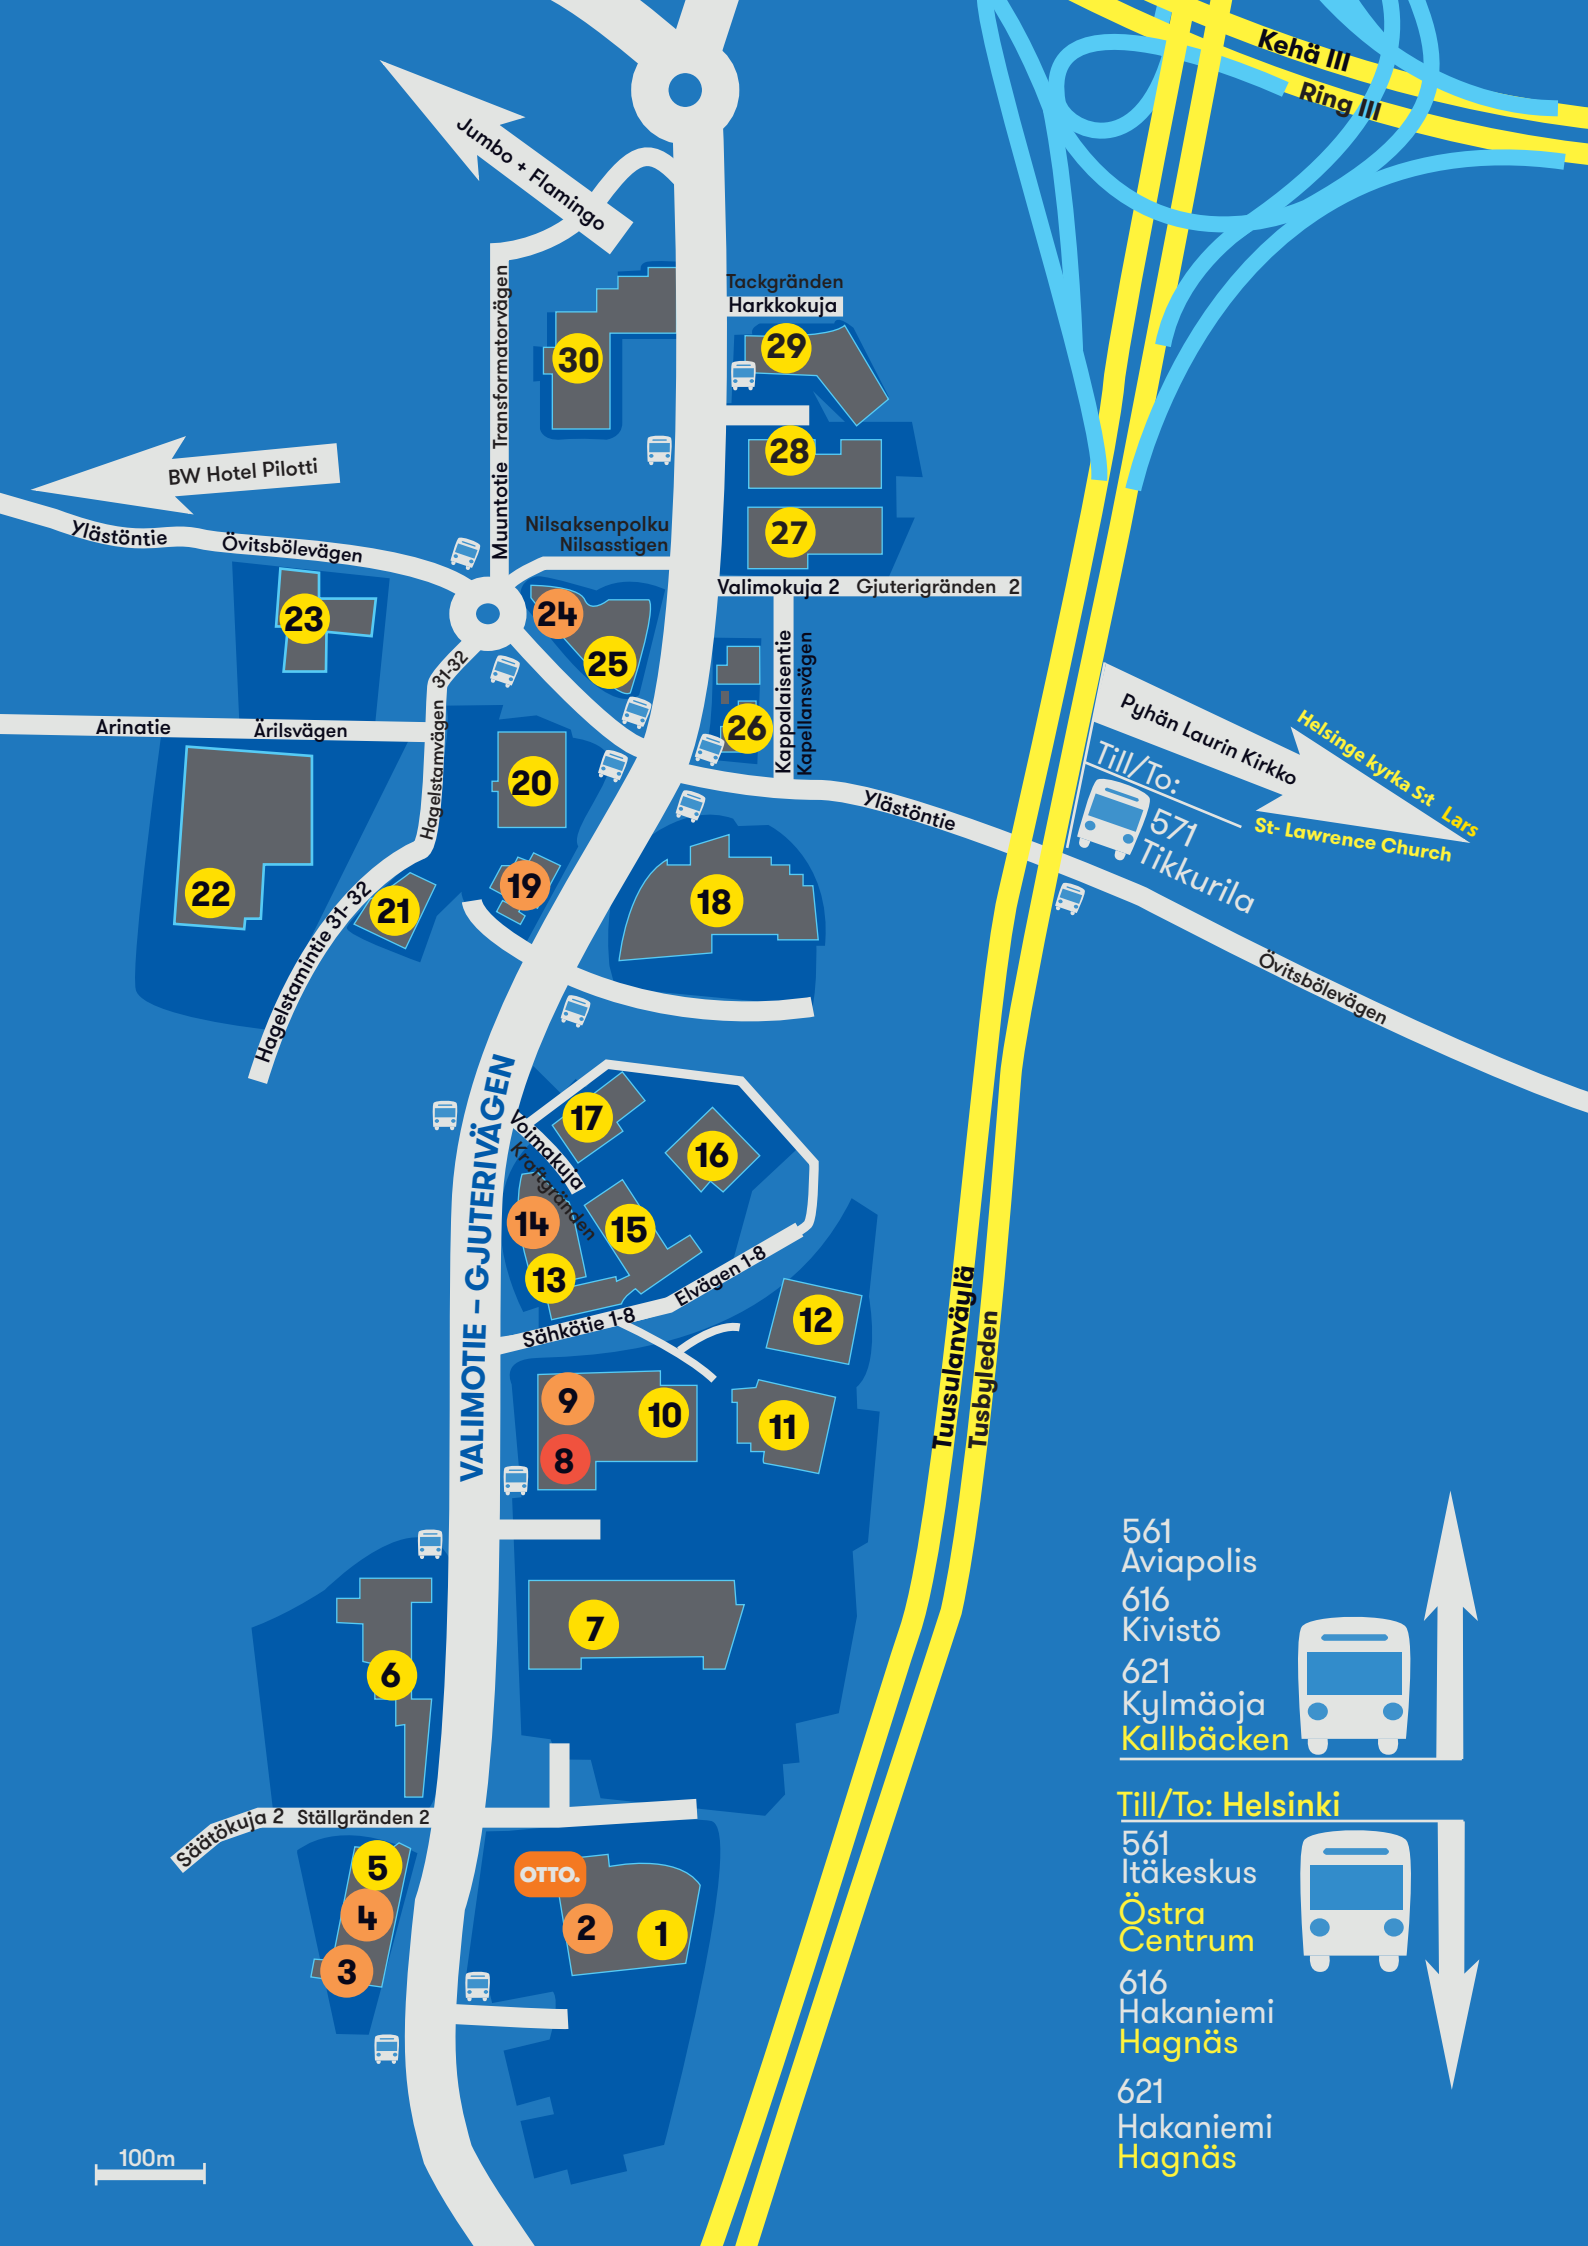 Kehä III
Ring III
Jumbo + Flamingo
Tackgränden
Harkkokuja
29
30
Muuntotie Transformatorvägen
BW Hotel Pilotti
28
27
Ylästöntie
Övitsbölevägen
Nilsaksenpolku
Nilsasstigen
Valimokuja 2 Gjuterigränden 2
23
24
25
26
Kappalaisentie
Kapellansvägen
31-32
Hagelstamvägen
Arinatie
Ärilsvägen
Pyhän Laurin Kirkko
Helsinge kyrka S:t Lars
St- Lawrence Church
Till/To:
571
Tikkurila
20
Ylästöntie
19
18
22
21
Hagelstamintie 31- 32
Övitsbölevägen
VALIMOTIE – GJUTERIVÄGEN
17
Voimakuja
Kraftgränden
16
14
15
13
Elvägen 1-8
Sähkötie 1-8
12
Tuusulanväylä
Tusbyleden
9
10
11
8
7
6
561
Aviapolis
616
Kivistö
621
Kylmäoja
Kallbäcken
Till/To: Helsinki
561
Itäkeskus
Östra
Centrum
616
Hakaniemi
Hagnäs
621
Hakaniemi
Hagnäs
Säätökuja 2 Ställgränden 2
5
4
3
OTTO.
2
1
100m